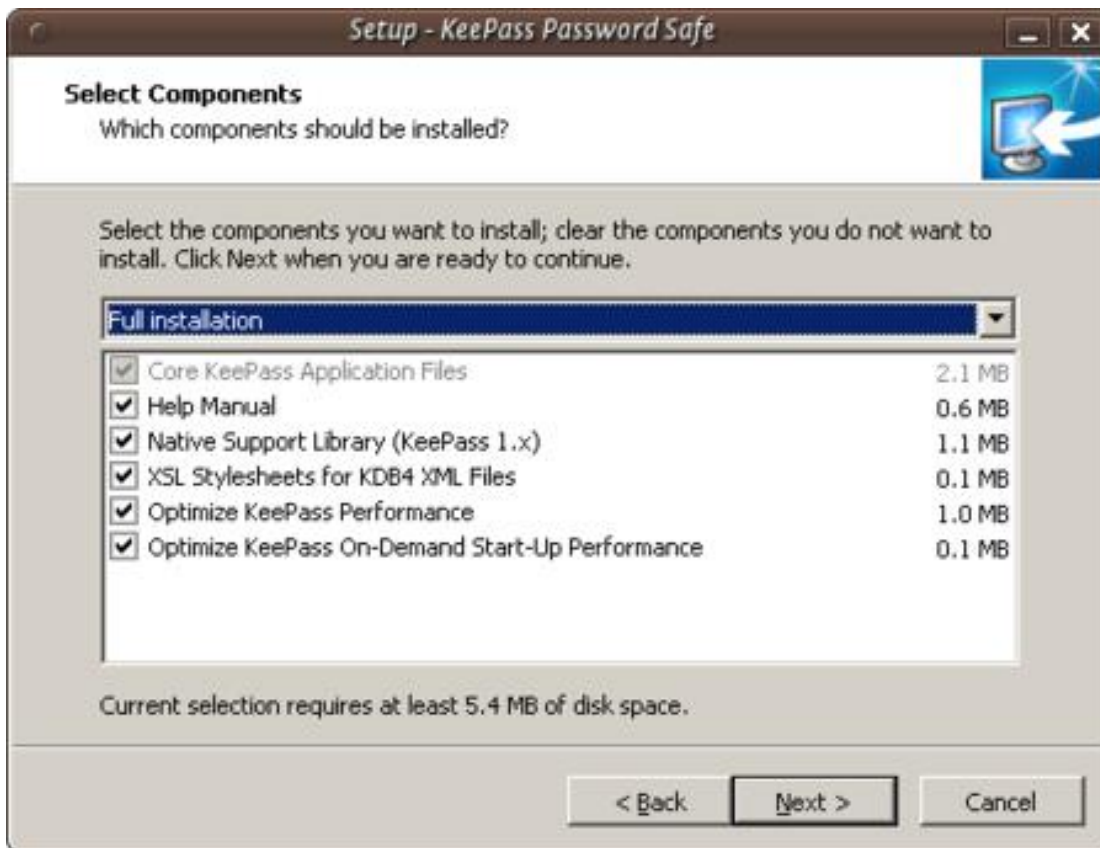 Setup - KeePass Password Safe
Select Components
Which components should be installed?
Select the components you want to install; clear the components you do not want to
install. Click Next when you are ready to continue.
Full installation
Core KeePass Application Files 2.1 MB
Help Manual 0.6 MB
Native Support Library (KeePass 1.x) 1.1 MB
XSL Stylesheets for KDB4 XML Files 0.1 MB
Optimize KeePass Performance 1.0 MB
Optimize KeePass On-Demand Start-Up Performance 0.1 MB
Current selection requires at least 5.4 MB of disk space.
< Back Next > Cancel